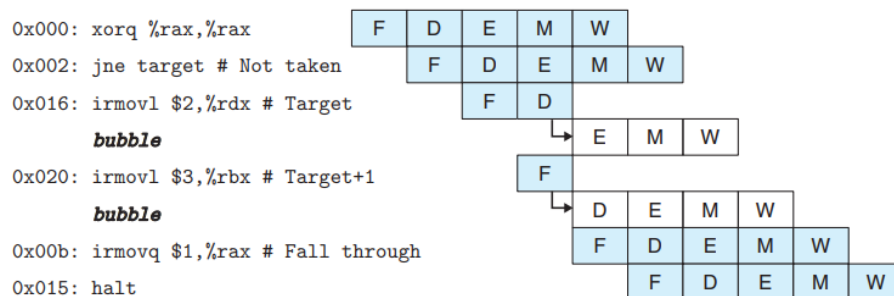 0x000: xorq %rax,%rax F D E M W
0x002: jne target # Not taken F D E M W
0x016: irmovl $2,%rdx # Target F D
bubble E M W
0x020: irmovl $3,%rbx # Target+1 F
bubble D E M W
0x00b: irmovq $1,%rax # Fall through F D E M W
0x015: halt F D E M W